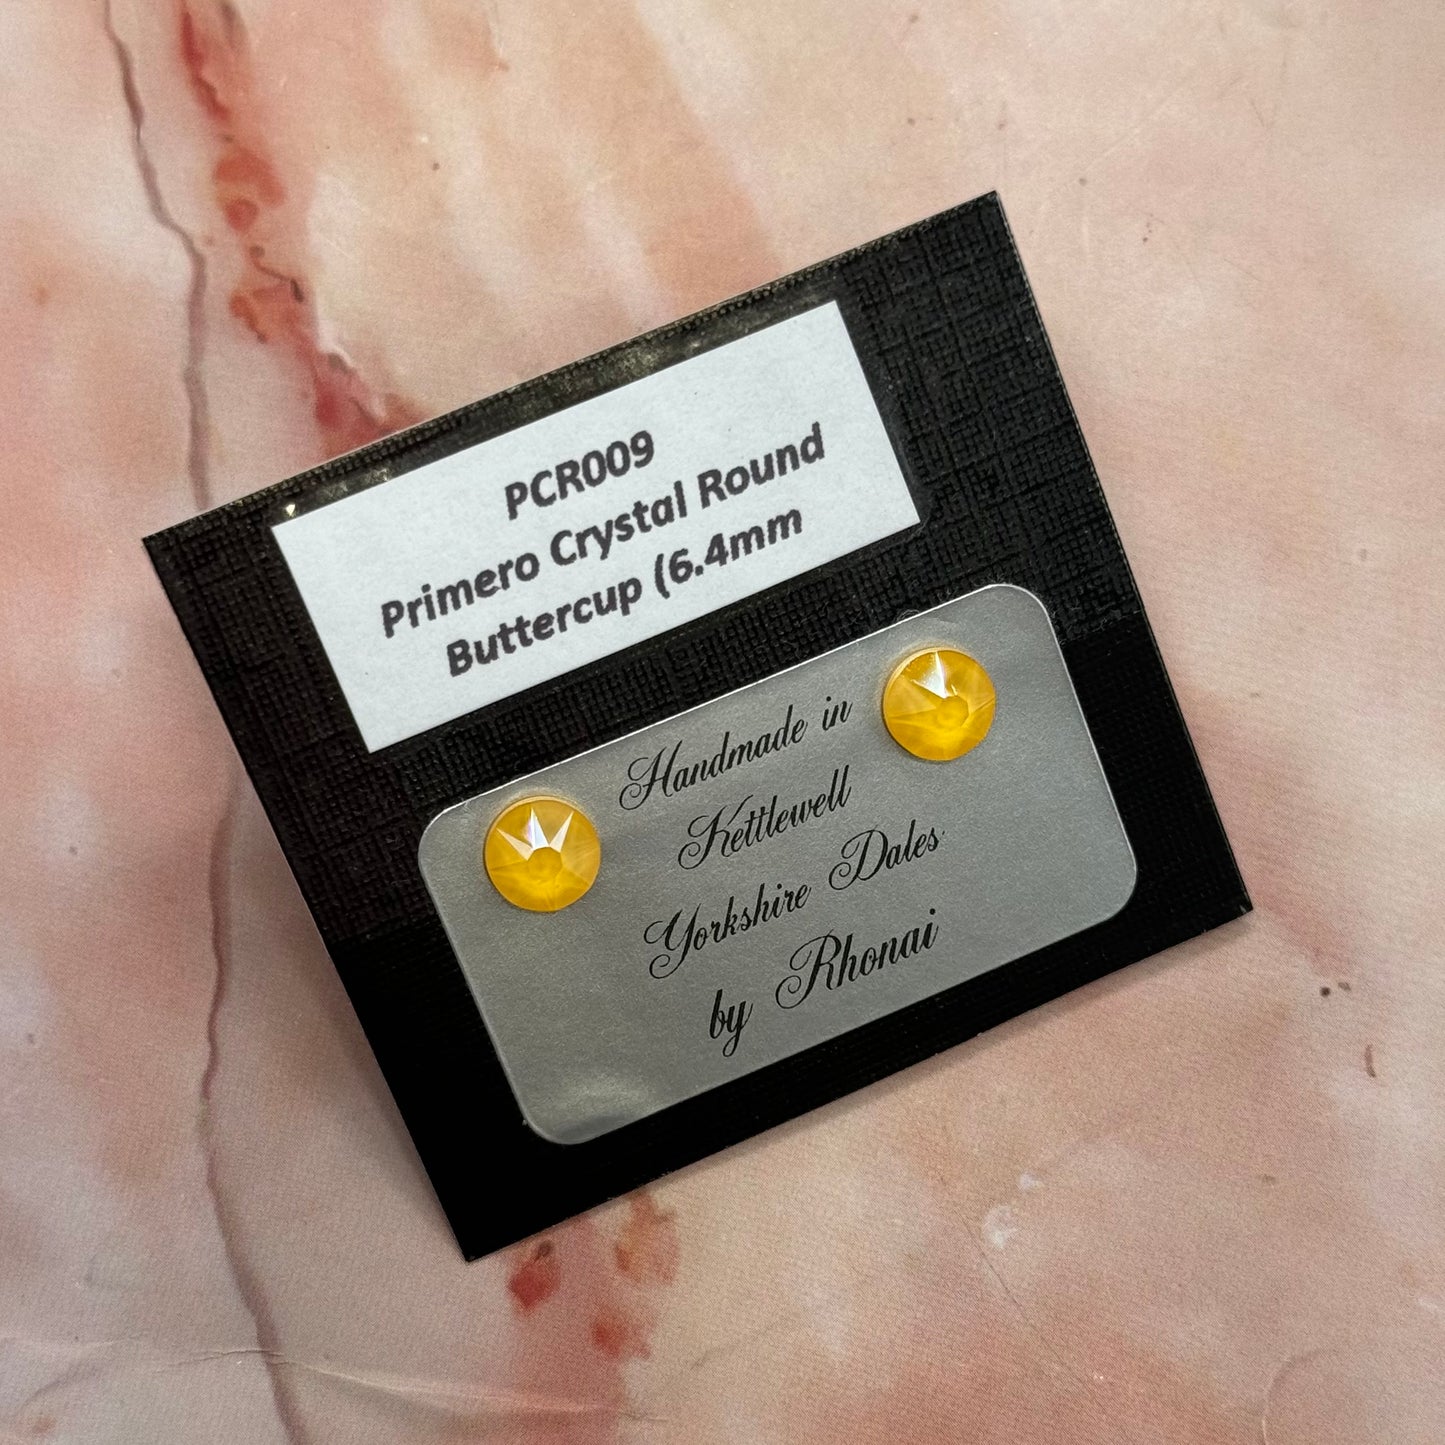 PCR009
Primero Crystal Round
Buttercup (6.4mm
Handmade in
Kettlewell
Yorkshire Dales
by Rhonai